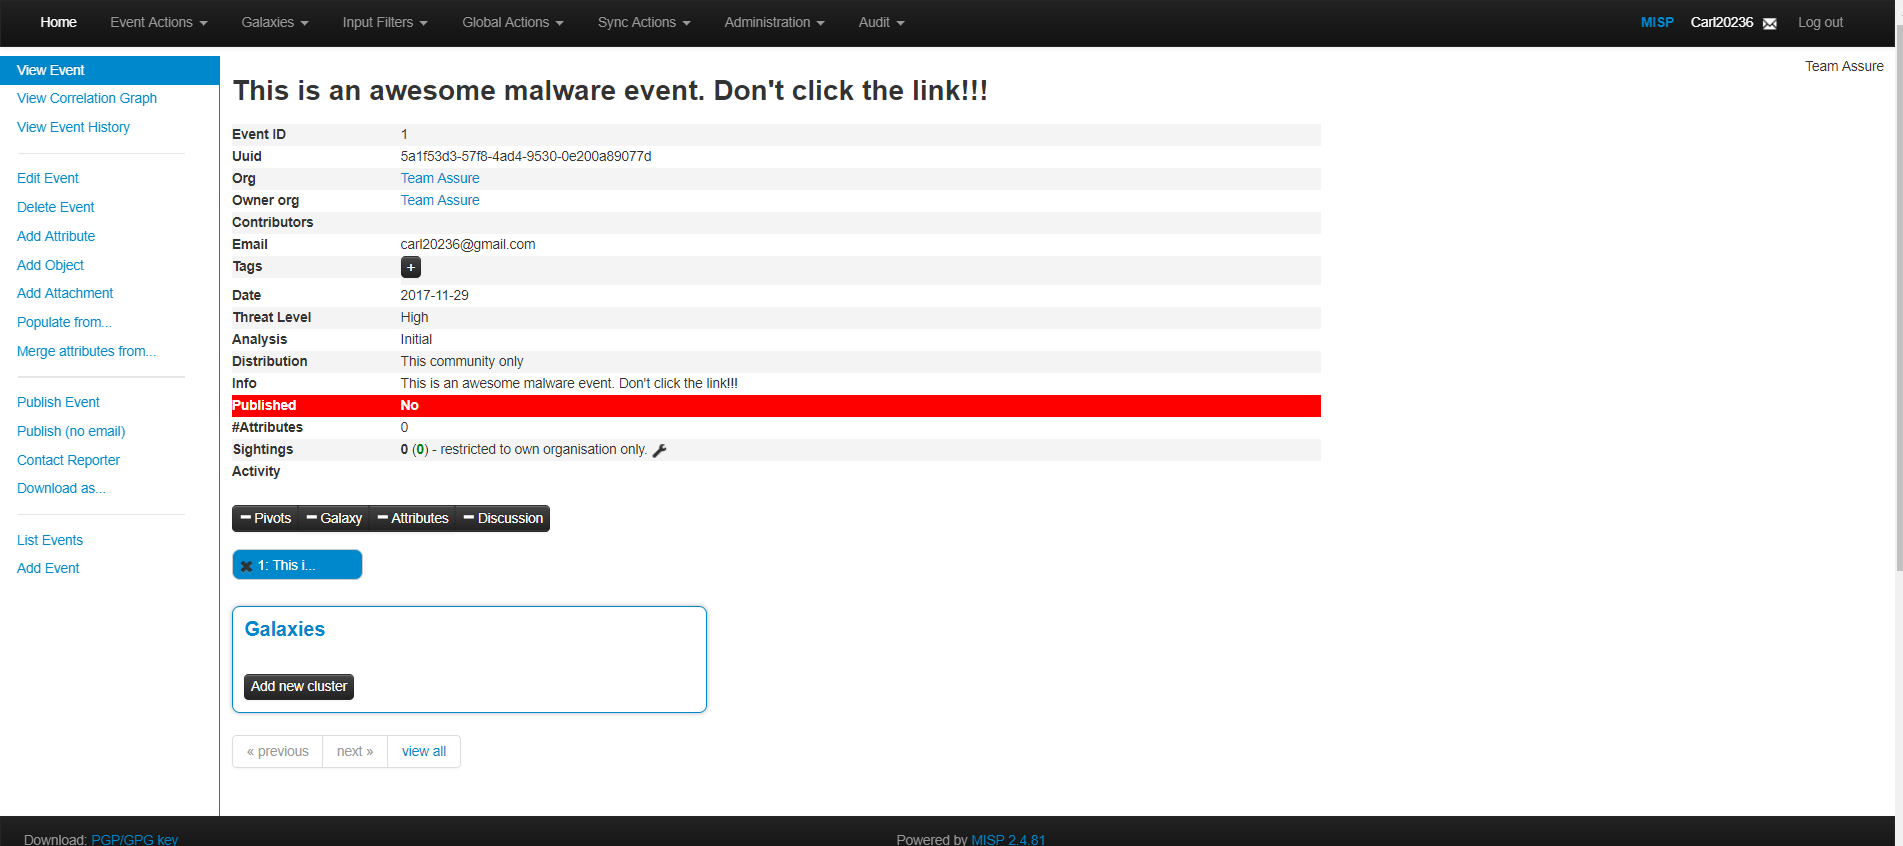 Home Event Actions Galaxies Input Filters Global Actions Sync Actions Administration Audit MISP Carl20236 Log out
Team Assure
View Event
View Correlation Graph
View Event History
Edit Event
Delete Event
Add Attribute
Add Object
Add Attachment
Populate from...
Merge attributes from...
Publish Event
Publish (no email)
Contact Reporter
Download as...
List Events
Add Event
This is an awesome malware event. Don't click the link!!!
Event ID 1
Uuid 5a1f53d3-57f8-4ad4-9530-0e200a89077d
Org Team Assure
Owner org Team Assure
Contributors
Email carl20236@gmail.com
Tags +
Date 2017-11-29
Threat Level High
Analysis Initial
Distribution This community only
Info This is an awesome malware event. Don't click the link!!!
Published No
#Attributes 0
Sightings 0 (0) - restricted to own organisation only.
Activity
Pivots Galaxy Attributes Discussion
1: This i...
Galaxies
Add new cluster
« previous next » view all
Download: PGP/GPG key Powered by MISP 2.4.81